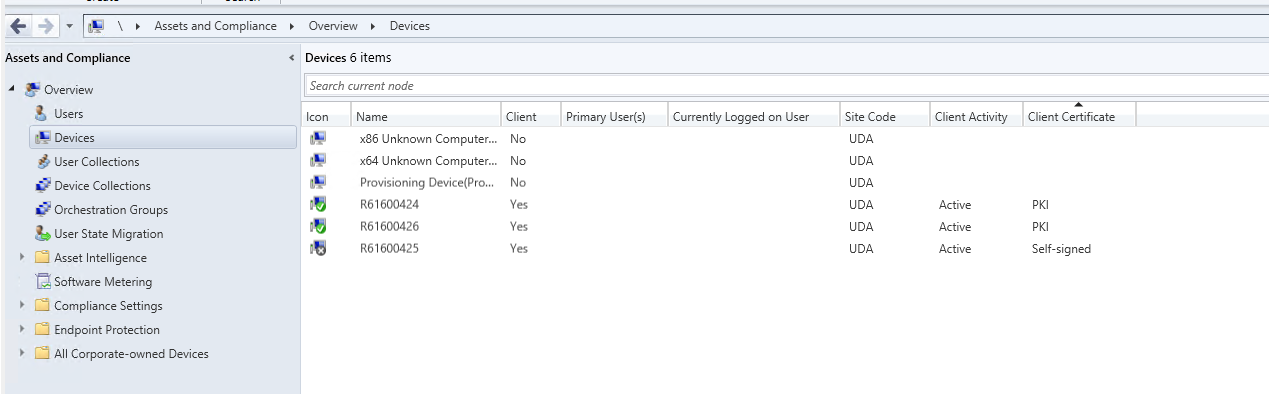 \ Assets and Compliance Overview Devices
Assets and Compliance
Overview
Users
Devices
User Collections
Device Collections
Orchestration Groups
User State Migration
Asset Intelligence
Software Metering
Compliance Settings
Endpoint Protection
All Corporate-owned Devices
Devices 6 items
Search current node
Icon Name Client Primary User(s) Currently Logged on User Site Code Client Activity Client Certificate
x86 Unknown Computer... No UDA
x64 Unknown Computer... No UDA
Provisioning Device(Pro... No UDA
R61600424 Yes UDA Active PKI
R61600426 Yes UDA Active PKI
R61600425 Yes UDA Active Self-signed